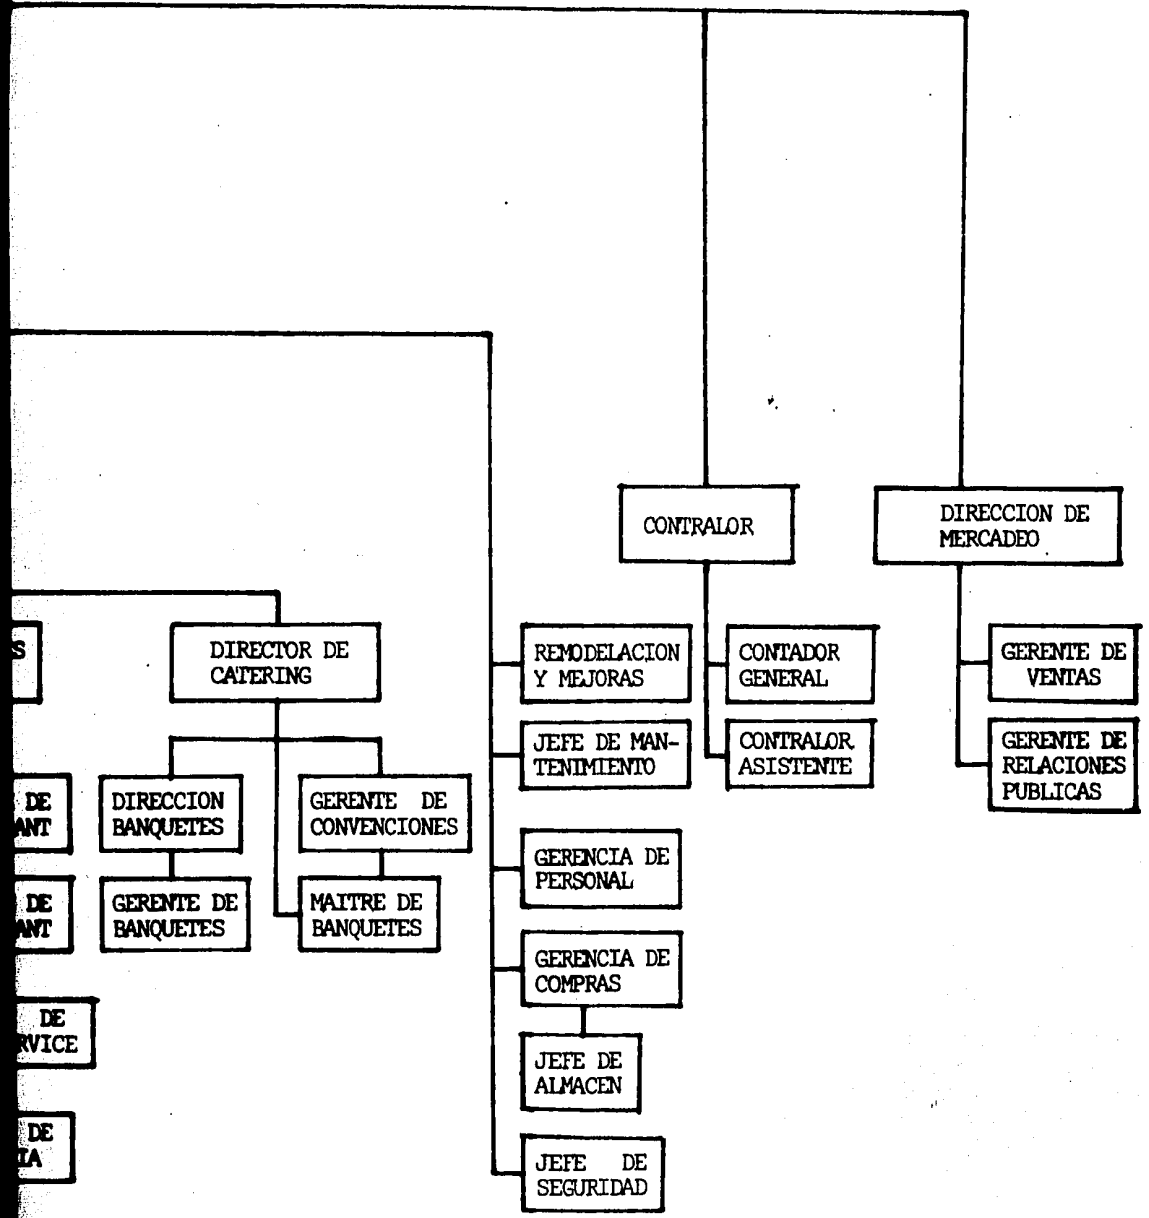 CONTRALOR
DIRECCION DE
MERCADEO
DIRECTOR DE
CATERING
REMODELACION
Y MEJORAS
CONTADOR
GENERAL
GERENTE DE
VENTAS
JEFE DE MAN-
TENIMIENTO
CONTRALOR
ASISTENTE
GERENTE DE
RELACIONES
PUBLICAS
DE
DIRECCION
BANQUETES
GERENTE DE
CONVENCIONES
GERENCIA DE
PERSONAL
DE
GERENTE DE
BANQUETES
MAITRE DE
BANQUETES
GERENCIA DE
COMPRAS
DE
JEFE DE
ALMACEN
DE
JEFE DE
SEGURIDAD